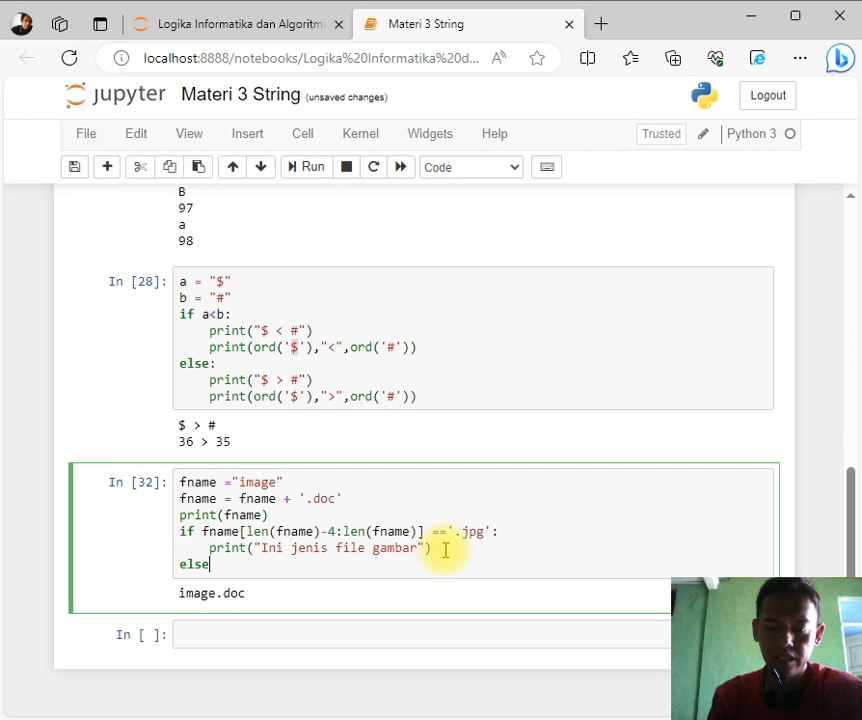 Logika Informatika dan Algoritm
Materi 3 String
localhost:8888/notebooks/Logika%20Informatika%20d...
jupyter Materi 3 String (unsaved changes)
Logout
File Edit View Insert Cell Kernel Widgets Help
Trusted
Python 3
Run
Code
B
97
a
98
In [28]:
a = "$"
b = "#"
if a<b:
print("$ < #")
print(ord('$'),"<",ord('#'))
else:
print("$ > #")
print(ord('$'),">",ord('#'))
$ > #
36 > 35
In [32]:
fname ="image"
fname = fname + '.doc'
print(fname)
if fname[len(fname)-4:len(fname)] =='.jpg':
print("Ini jenis file gambar")
else
image.doc
In [ ]: